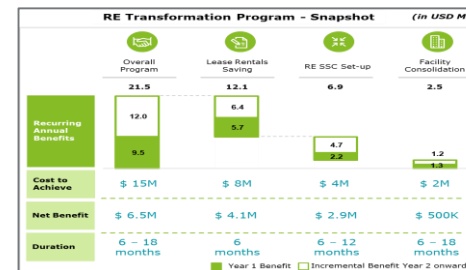 RE Transformation Program - Snapshot (in USD M
Overall Program Lease Rentals Saving RE SSC Set-up Facility Consolidation
21.5 12.1 6.9 2.5
Recurring Annual Benefits
12.0 6.4 4.7 1.2
9.5 5.7 2.2 1.3
Cost to Achieve $ 15M $ 8M $ 4M $ 2M
Net Benefit $ 6.5M $ 4.1M $ 2.9M $ 500K
Duration 6 – 18 months 6 months 6 – 12 months 6 – 18 months
Year 1 Benefit Incremental Benefit Year 2 onward